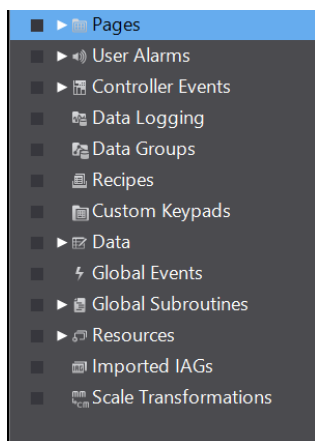 Pages
User Alarms
Controller Events
Data Logging
Data Groups
Recipes
Custom Keypads
Data
Global Events
Global Subroutines
Resources
Imported IAGs
Scale Transformations